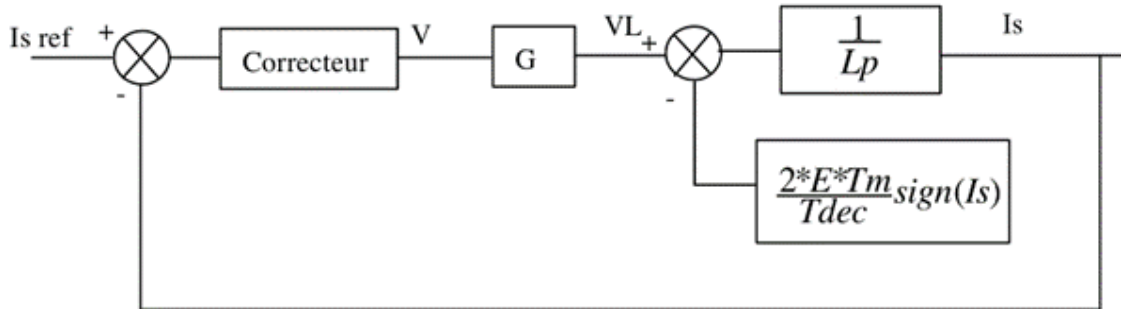 Is ref
+
-
Correcteur
V
G
VL
+
-
1
Lp
Is
2*E*Tm
Tdec
sign(Is)